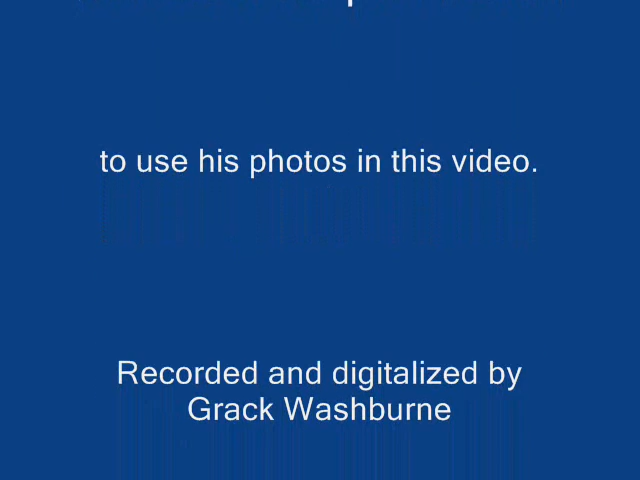 to use his photos in this video.
Recorded and digitalized by
Grack Washburne